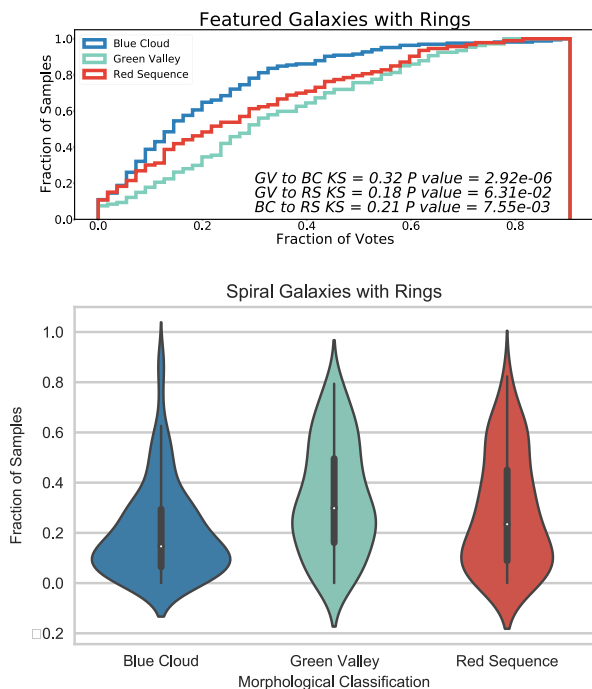 Featured Galaxies with Rings
1.0
0.8
0.6
0.4
0.2
0.0
Fraction of Samples
Blue Cloud
Green Valley
Red Sequence
GV to BC KS = 0.32 P value = 2.92e-06
GV to RS KS = 0.18 P value = 6.31e-02
BC to RS KS = 0.21 P value = 7.55e-03
0.0 0.2 0.4 0.6 0.8
Fraction of Votes
Spiral Galaxies with Rings
1.0
0.8
0.6
0.4
0.2
0.0
□0.2
Fraction of Samples
Blue Cloud Green Valley Red Sequence
Morphological Classification